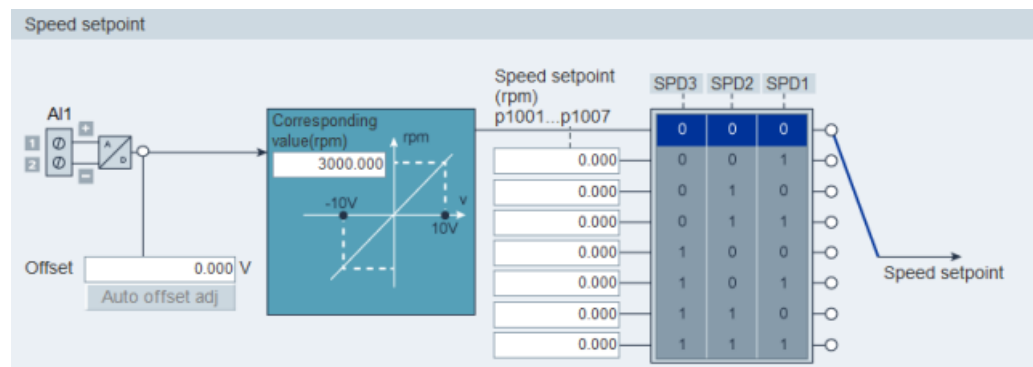 Speed setpoint
Speed setpoint
(rpm)
p1001...p1007
SPD3 SPD2 SPD1
AI1
1
2
+
-
A
D
Corresponding
value(rpm)
3000.000
rpm
-10V
v
10V
0 0 0
0.000 0 0 1
0.000 0 1 0
0.000 0 1 1
0.000 1 0 0
0.000 1 0 1
0.000 1 1 0
0.000 1 1 1
Offset 0.000 V
Auto offset adj
Speed setpoint